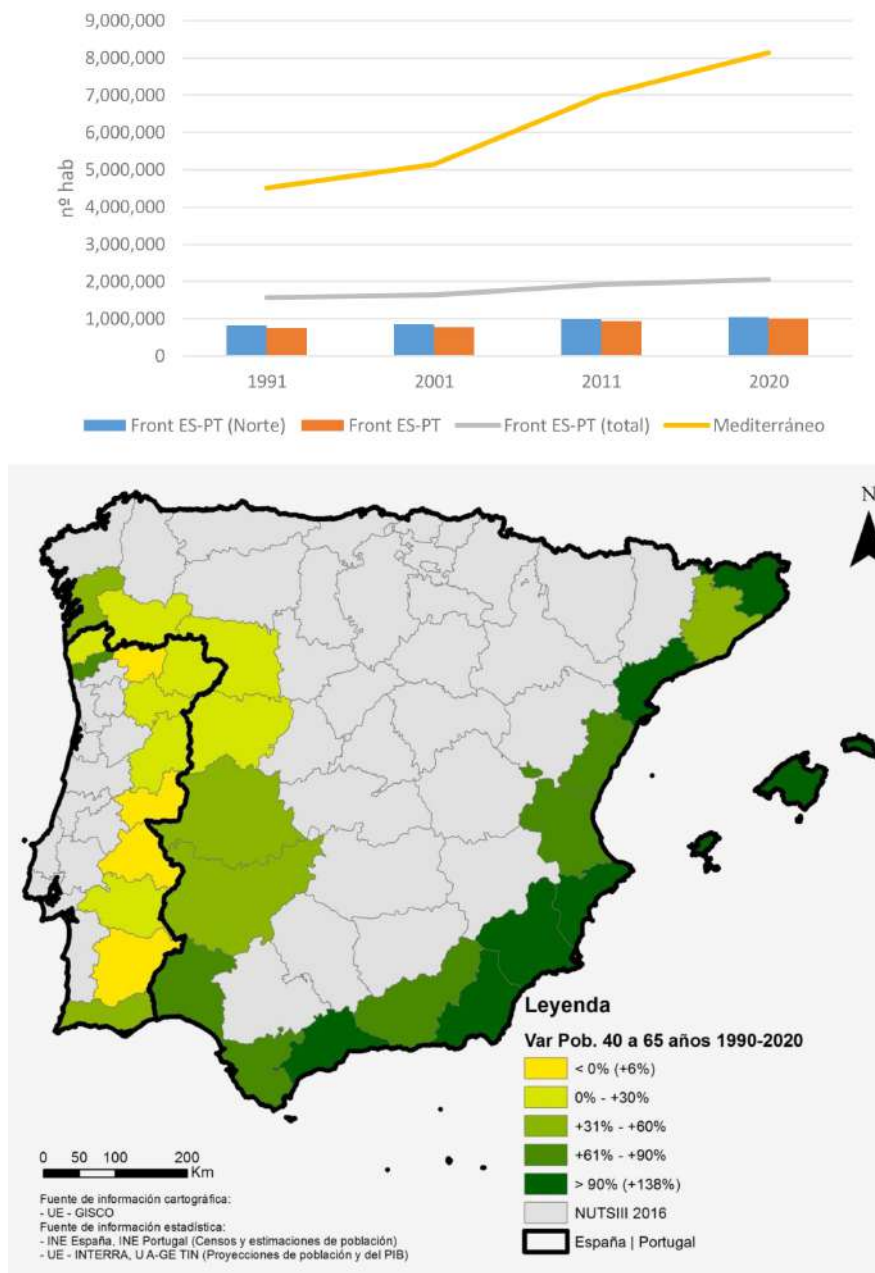 9,000,000
8,000,000
7,000,000
6,000,000
5,000,000
4,000,000
3,000,000
2,000,000
1,000,000
0
nº hab
1991 2001 2011 2020
Front ES-PT (Norte) Front ES-PT Front ES-PT (total) Mediterráneo
N
Leyenda
Var Pob. 40 a 65 años 1990-2020
< 0% (+6%)
0% - +30%
+31% - +60%
+61% - +90%
> 90% (+138%)
NUTSIII 2016
España | Portugal
0 50 100 200
Km
Fuente de información cartográfica:
- UE - GISCO
Fuente de información estadística:
- INE España, INE Portugal (Censos y estimaciones de población)
- UE - INTERRA, U A-GE TIN (Proyecciones de población y del PIB)